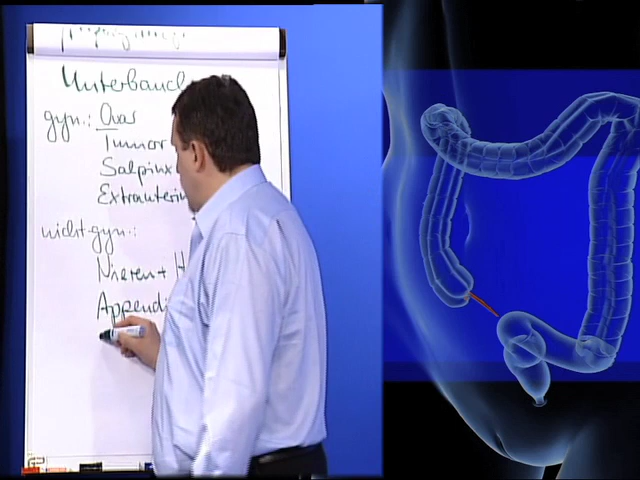 Unterbauch
gyn.: Ovar
Tumor
Salpinx
Extrauterin
nicht-gyn.:
Nieren + H
Appendi